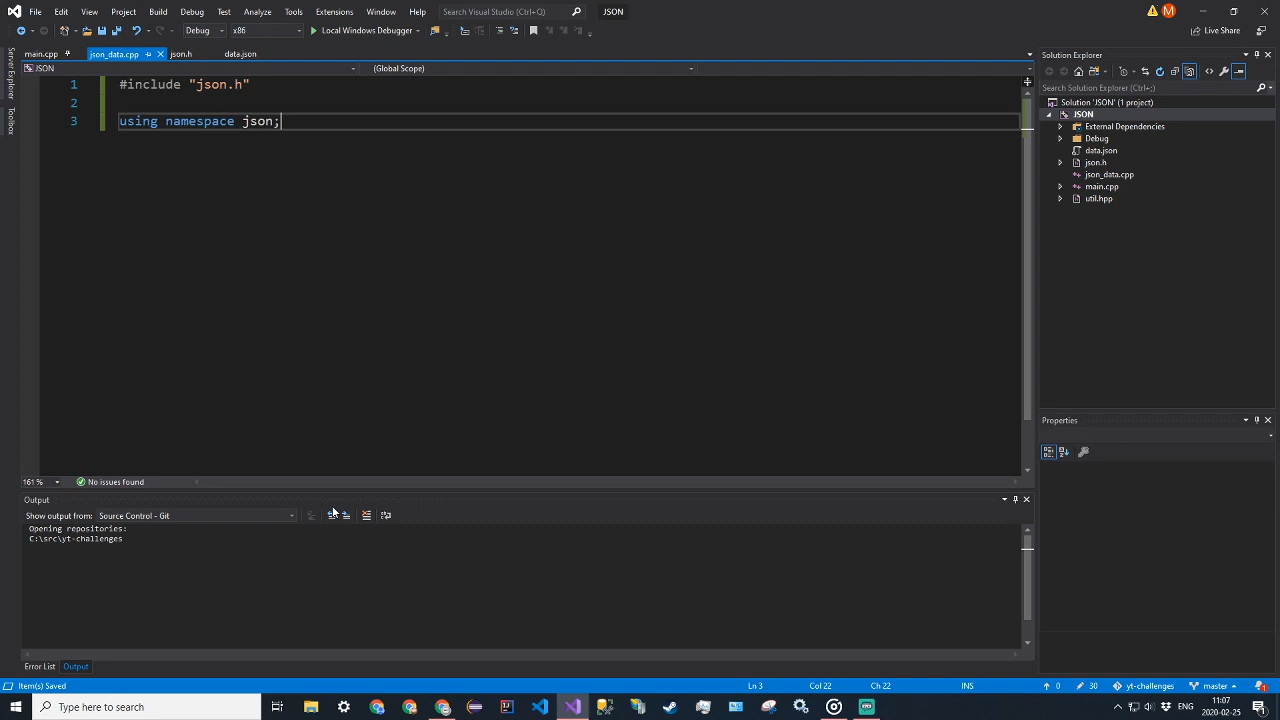 File Edit View Project Build Debug Test Analyze Tools Extensions Window Help Search Visual Studio JSON M
Debug x86 Local Windows Debugger Live Share
main.cpp json_data.cpp json.h data.json
JSON (Global Scope)
1 #include "json.h"
2
3 using namespace json;
161 % No issues found
Server Explorer
Toolbox
Output
Show output from: Source Control - Git
Opening repositories:
C:\src\yt-challenges
Error List Output
Solution Explorer
Search Solution Explorer (Ctrl+;)
Solution 'JSON' (1 project)
JSON
External Dependencies
Debug
data.json
json.h
json_data.cpp
main.cpp
util.hpp
Properties
Item(s) Saved Ln 3 Col 22 Ch 22 INS 0 30 yt-challenges master 1
Type here to search
ENG 11:07
2020-02-25